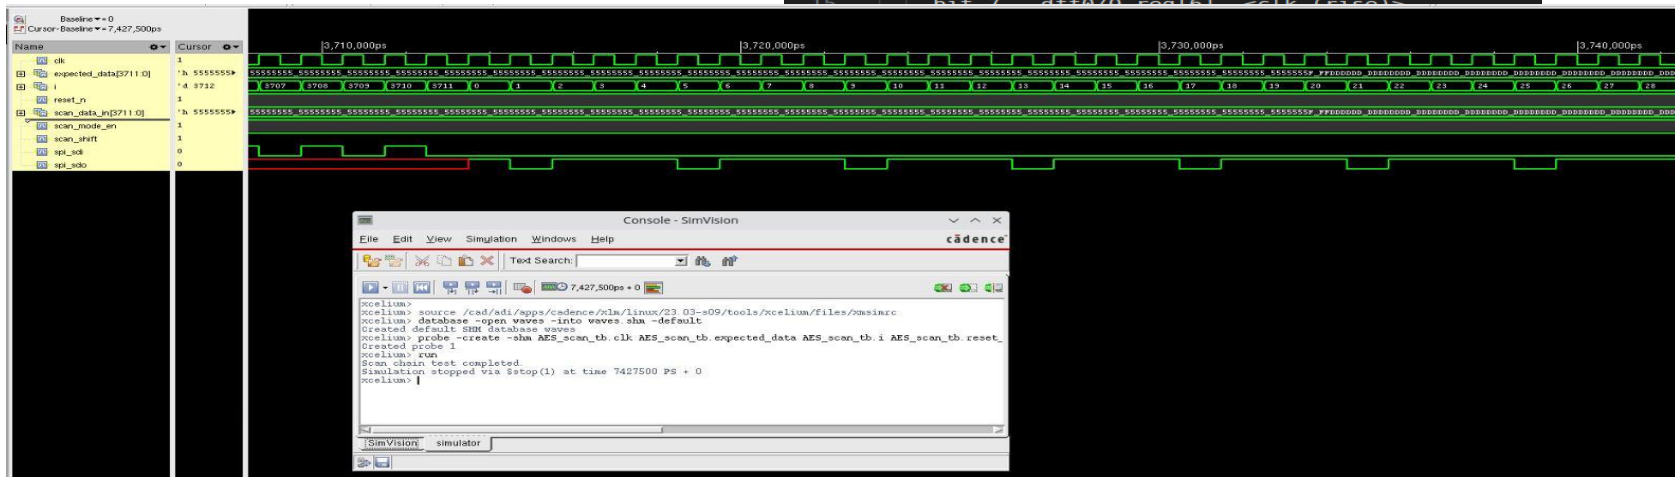 bit 7   dff029_reg[6]  <clk (rise)>
Baseline ▼= 0
Cursor-Baseline ▼= 7,427,500ps
Name Cursor 3,710,000ps 3,720,000ps 3,730,000ps 3,740,000ps
clk 1
expected_data[3711:0] 'h 5555555▶
i 'd 3712 3707 3708 3709 3710 3711 0 1 2 3 4 5 6 7 8 9 10 11 12 13 14 15 16 17 18 19 20 21 22 23 24 25 26 27 28
reset_n 1
scan_data_in[3711:0] 'h 5555555▶
scan_mode_en 1
scan_shift 1
spi_sdi 0
spi_sdo 0
Console - SimVision
File Edit View Simulation Windows Help cādence
Text Search:
7,427,500ps + 0
xcelium>
xcelium> source /cad/adi/apps/cadence/xlm/linux/23.03-s09/tools/xcelium/files/xmsimrc
xcelium> database -open waves -into waves.shm -default
Created default SHM database waves
xcelium> probe -create -shm AES_scan_tb.clk AES_scan_tb.expected_data AES_scan_tb.i AES_scan_tb.reset_
Created probe 1
xcelium> run
Scan chain test completed.
Simulation stopped via $stop(1) at time 7427500 PS + 0
xcelium>
SimVision simulator